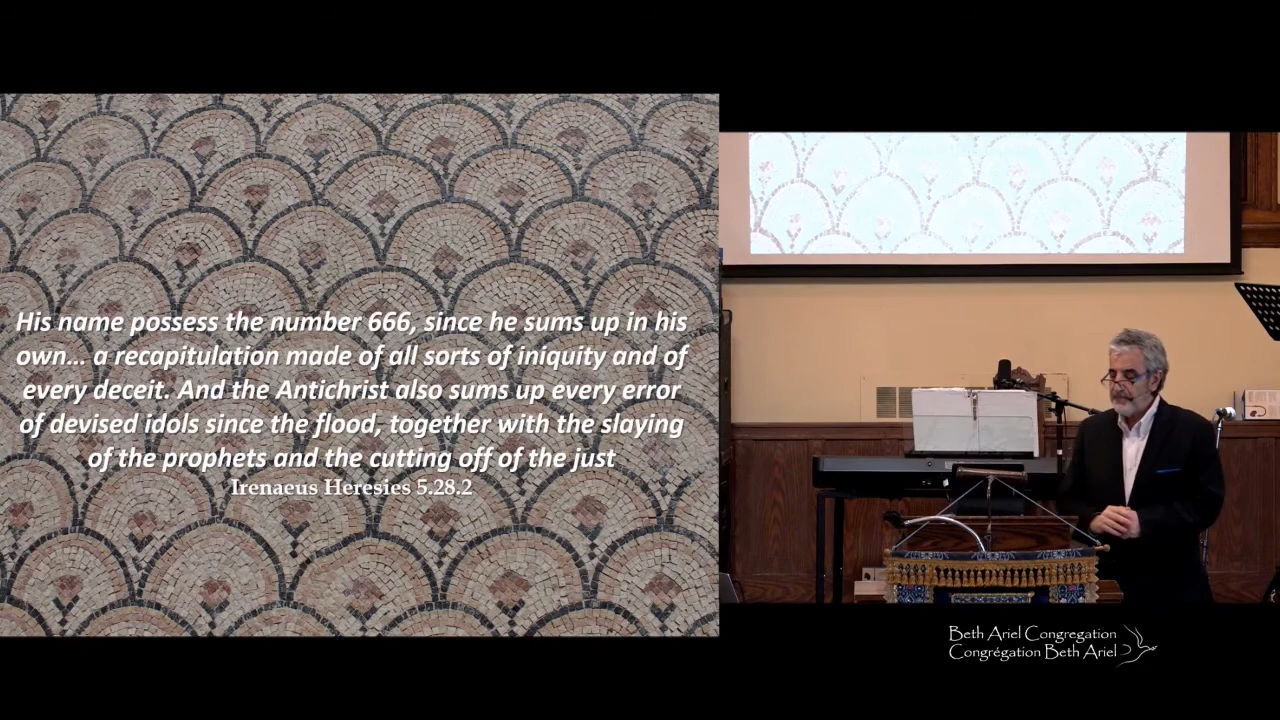 His name possess the number 666, since he sums up in his
own... a recapitulation made of all sorts of iniquity and of
every deceit. And the Antichrist also sums up every error
of devised idols since the flood, together with the slaying
of the prophets and the cutting off of the just
Irenaeus Heresies 5.28.2
Beth Ariel Congregation
Congrégation Beth Ariel